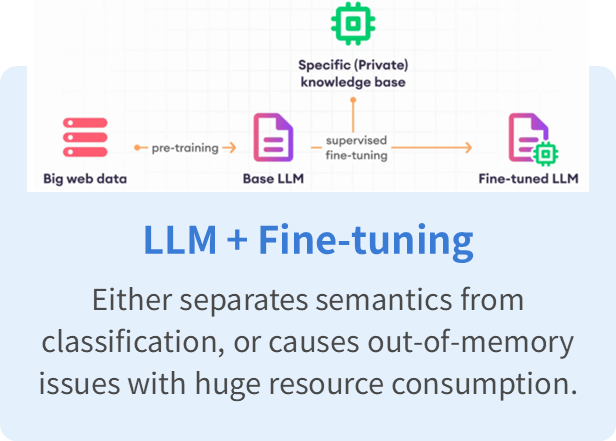 Specific (Private)
knowledge base
pre-training
supervised
fine-tuning
Big web data
Base LLM
Fine-tuned LLM
LLM + Fine-tuning
Either separates semantics from
classification, or causes out-of-memory
issues with huge resource consumption.